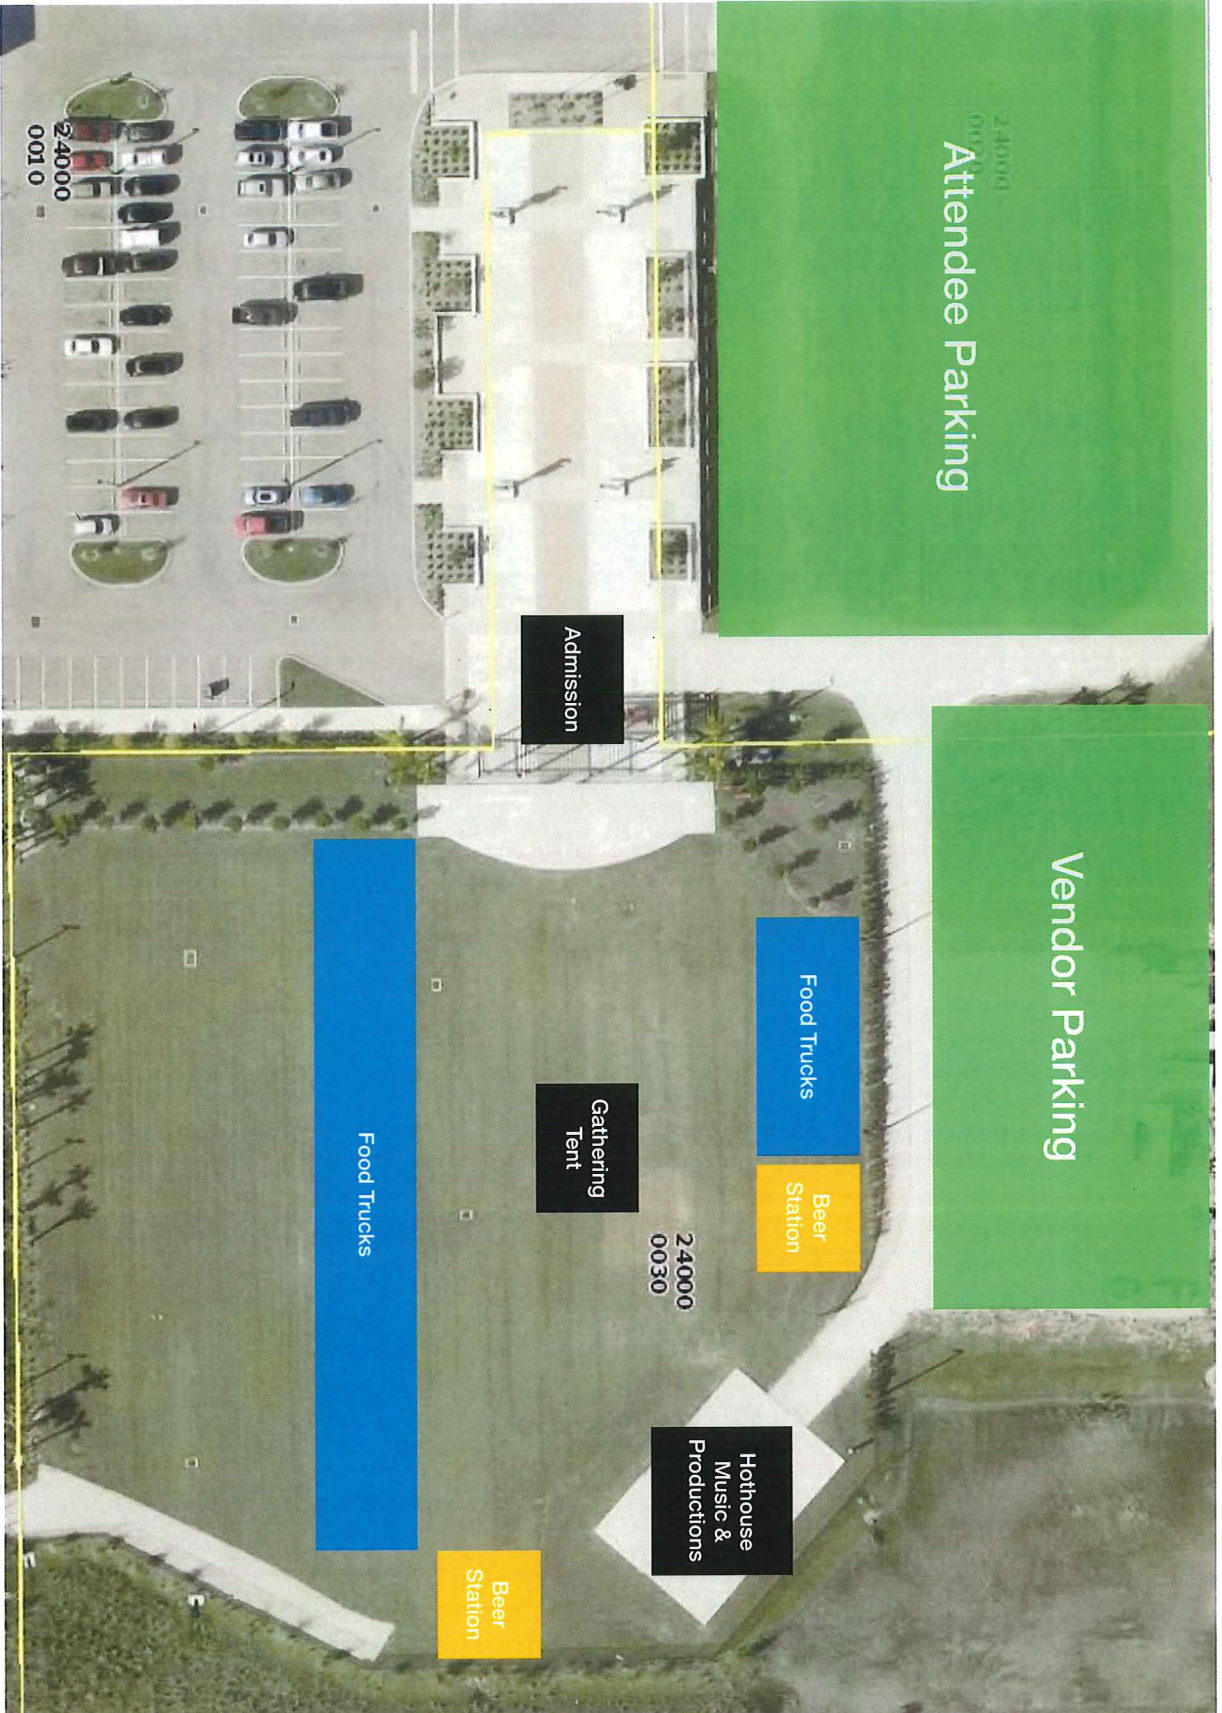 24000
Attendee Parking
Vendor Parking
Food Trucks
Beer
Station
Hothouse
Music &
Productions
24000
0030
Admission
Gathering
Tent
Beer
Station
Food Trucks
24000
0010